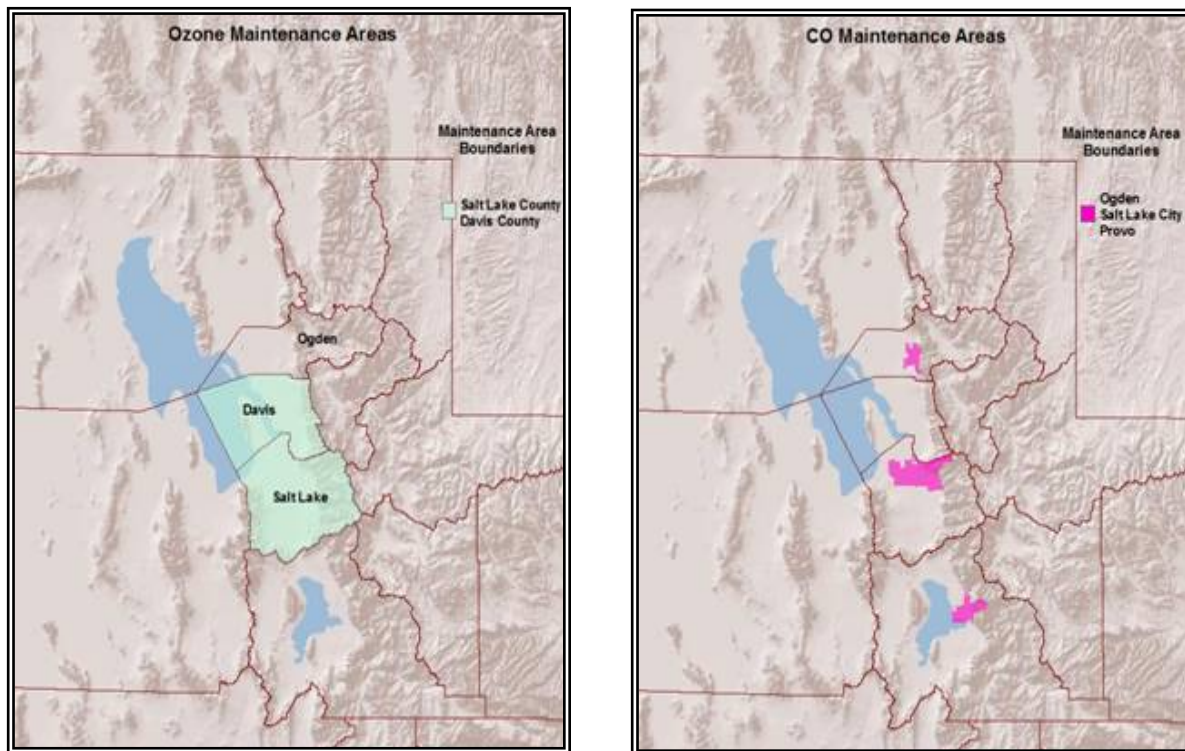 Ozone Maintenance Areas
Maintenance Area
Boundaries
Salt Lake County
Davis County
Ogden
Davis
Salt Lake
CO Maintenance Areas
Maintenance Area
Boundaries
Ogden
Salt Lake City
Provo